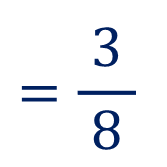 = 3/8